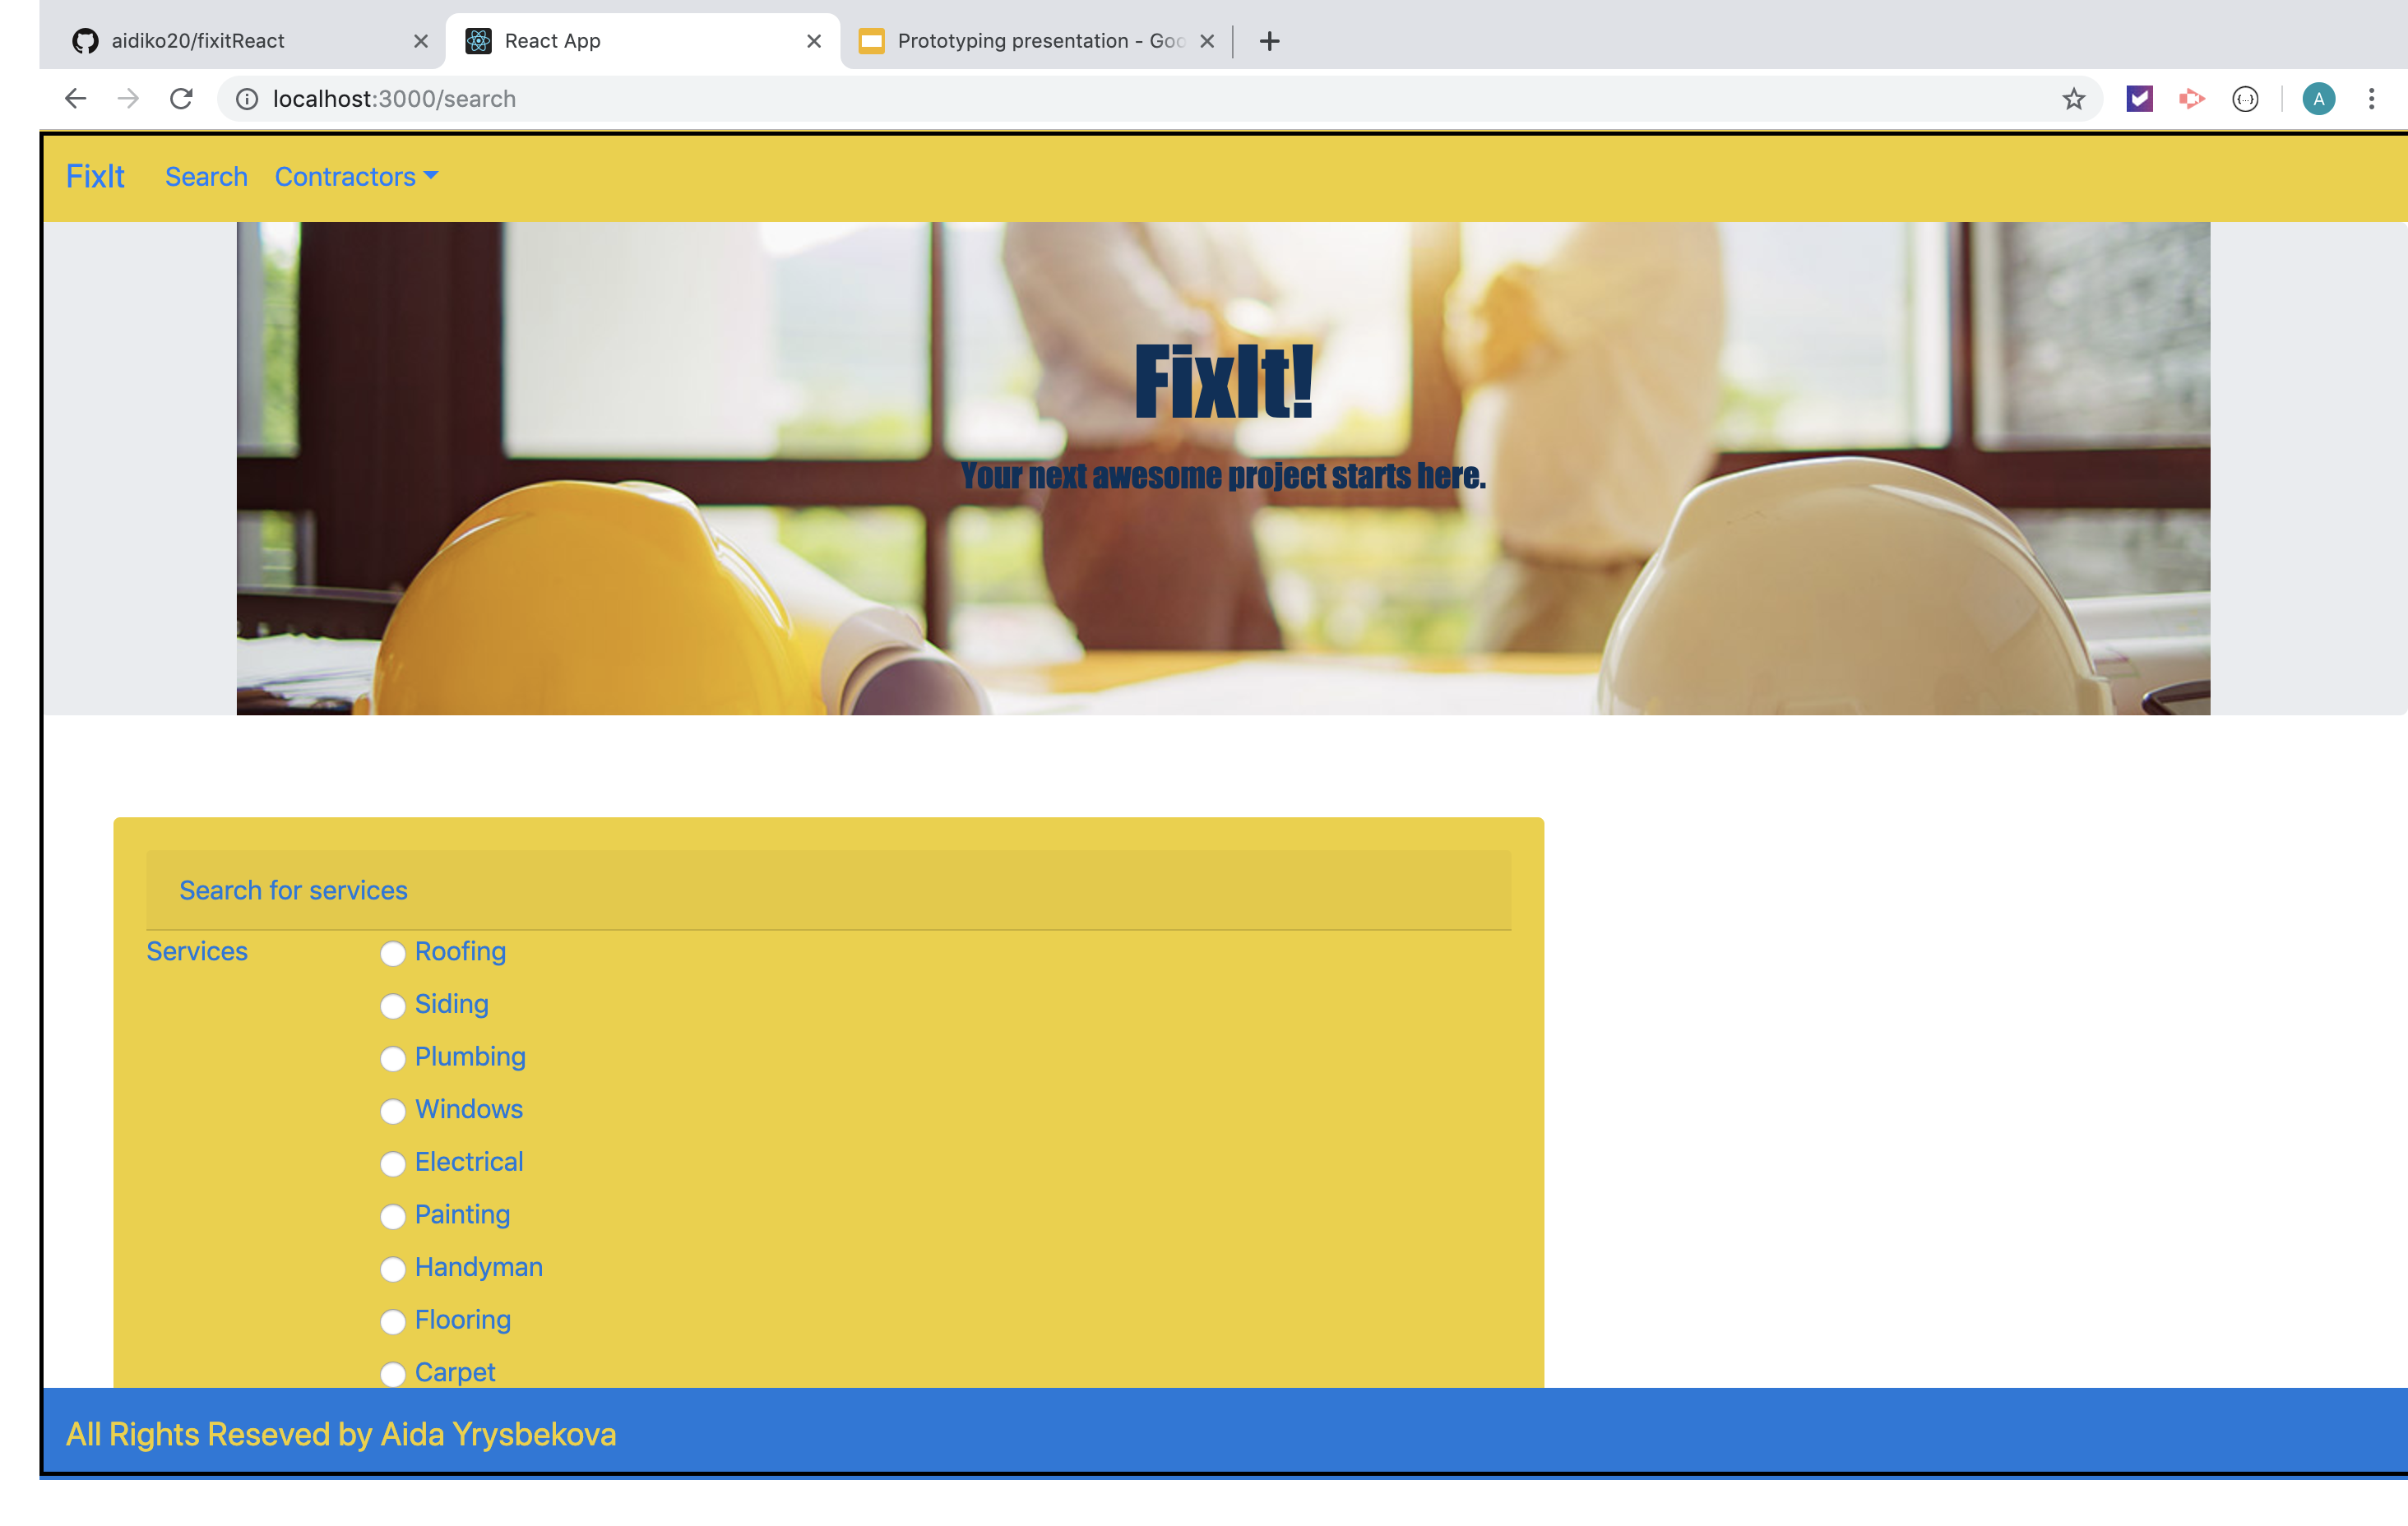 aidiko20/fixitReact
React App
Prototyping presentation - Goo
localhost:3000/search
A
FixIt Search Contractors
FixIt!
Your next awesome project starts here.
Search for services
Services
Roofing
Siding
Plumbing
Windows
Electrical
Painting
Handyman
Flooring
Carpet
All Rights Reseved by Aida Yrysbekova